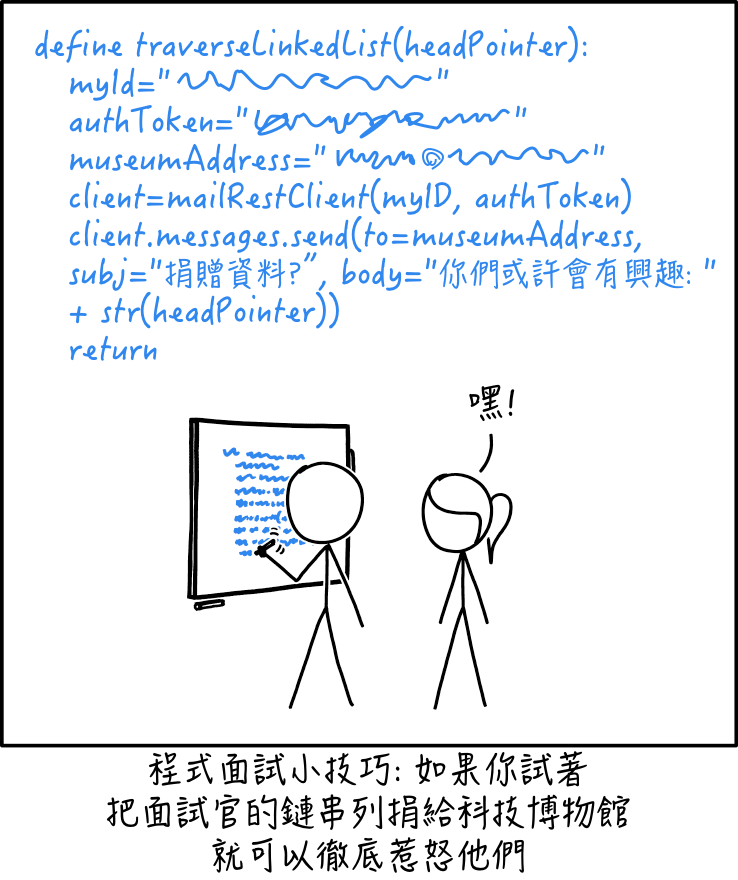 define traverseLinkedList(headPointer):
myId=" "
authToken=" "
museumAddress=" @ "
client=mailRestClient(myID, authToken)
client.messages.send(to=museumAddress,
subj="捐贈資料?", body="你們或許會有興趣: "
+ str(headPointer))
return
嘿!
程式面試小技巧: 如果你試著
把面試官的鏈串列捐給科技博物館
就可以徹底惹怒他們